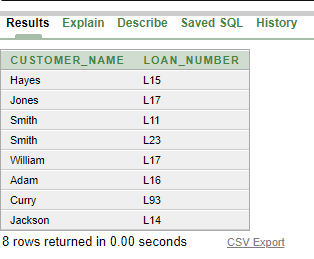 Results Explain Describe Saved SQL History
CUSTOMER_NAME LOAN_NUMBER
Hayes L15
Jones L17
Smith L11
Smith L23
William L17
Adam L16
Curry L93
Jackson L14
8 rows returned in 0.00 seconds CSV Export